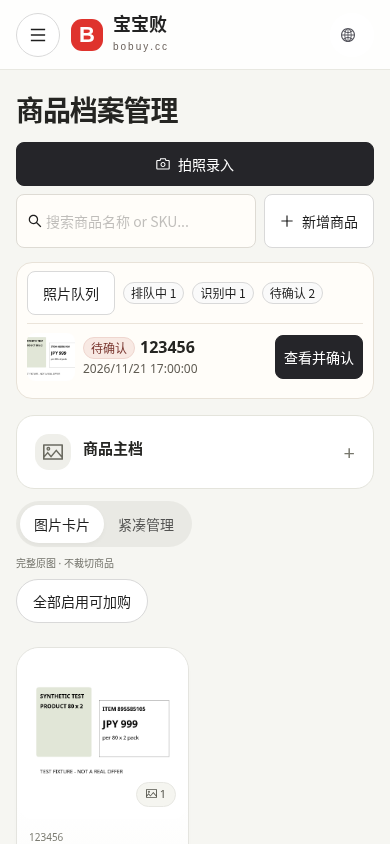 B 宝宝败
bobuy.cc
商品档案管理
拍照录入
搜索商品名称 or SKU...
新增商品
照片队列 排队中 1 识别中 1 待确认 2
待确认 123456
2026/11/21 17:00:00
查看并确认
商品主档
图片卡片 紧凑管理
完整原图 · 不裁切商品
全部启用可加购
SYNTHETIC TEST
PRODUCT 80 x 2
ITEM 895585105
JPY 999
per 80 x 2 pack
TEST FIXTURE - NOT A REAL OFFER
1
123456